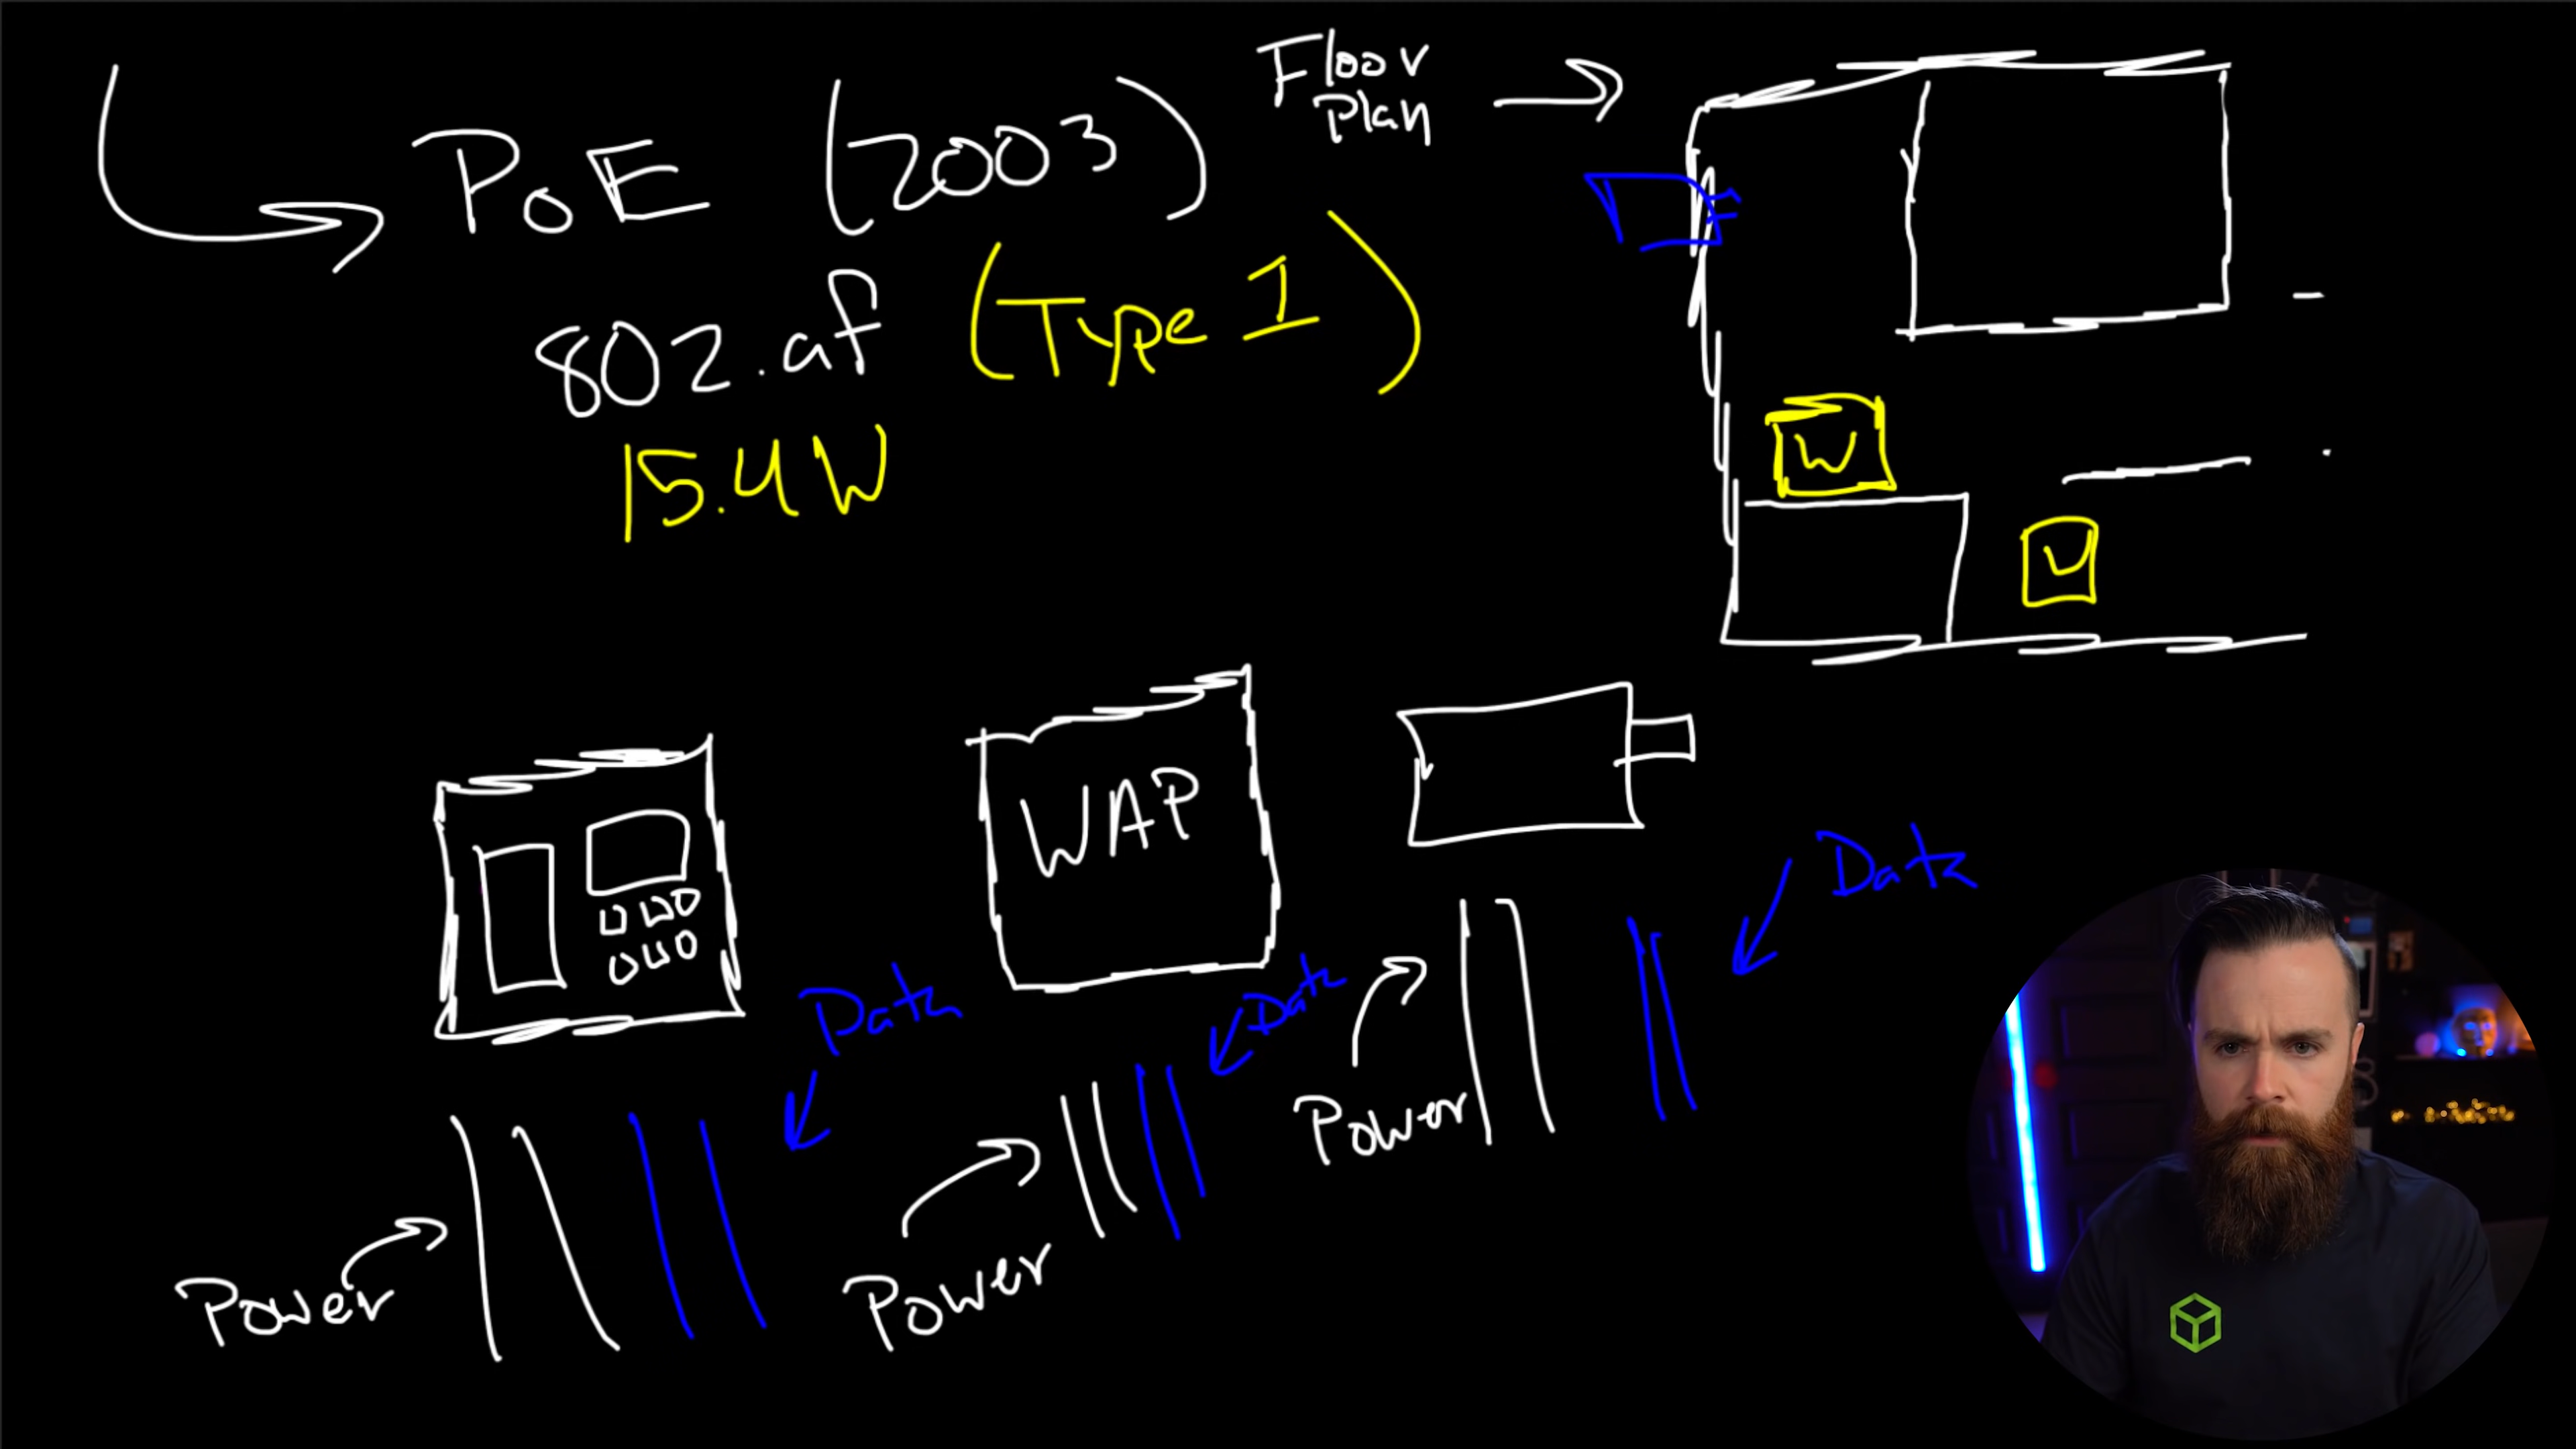 PoE (2003)
802.af (Type 1)
15.4W
Floor
Plan
W
W
WAP
Data
Data
Data
Power
Power
Power